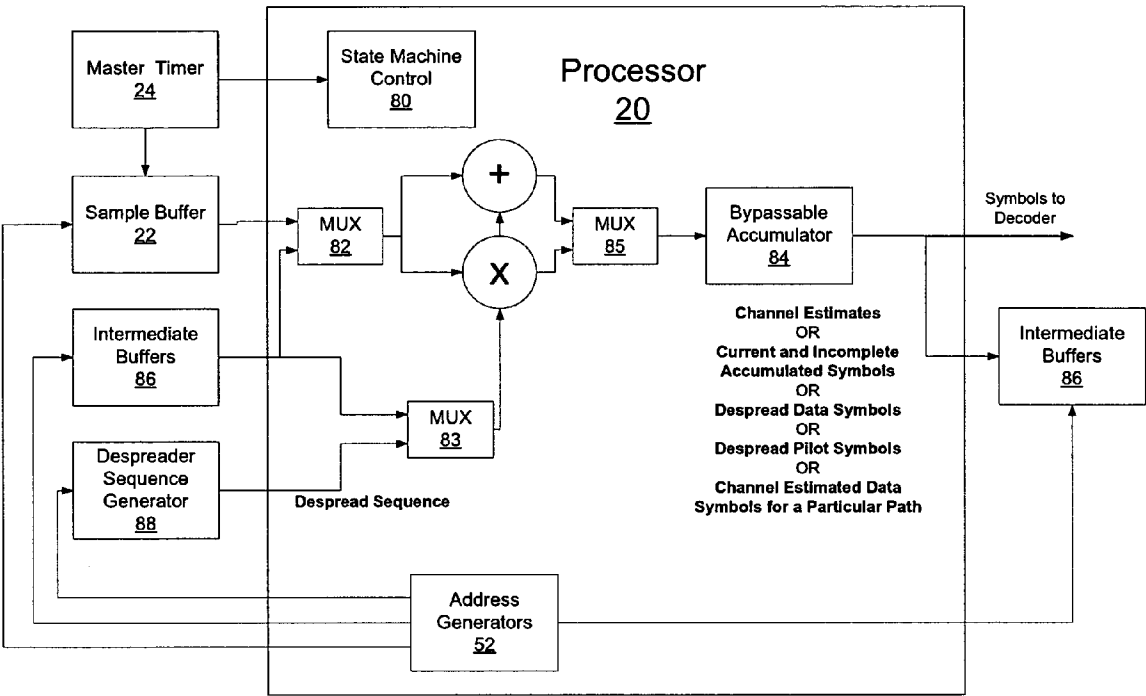 Master Timer
24
State Machine
Control
80
Processor
20
Sample Buffer
22
MUX
82
+
X
MUX
85
Bypassable
Accumulator
84
Symbols to
Decoder
Intermediate
Buffers
86
MUX
83
Channel Estimates
OR
Current and Incomplete
Accumulated Symbols
OR
Despread Data Symbols
OR
Despread Pilot Symbols
OR
Channel Estimated Data
Symbols for a Particular Path
Intermediate
Buffers
86
Despreader
Sequence
Generator
88
Despread Sequence
Address
Generators
52